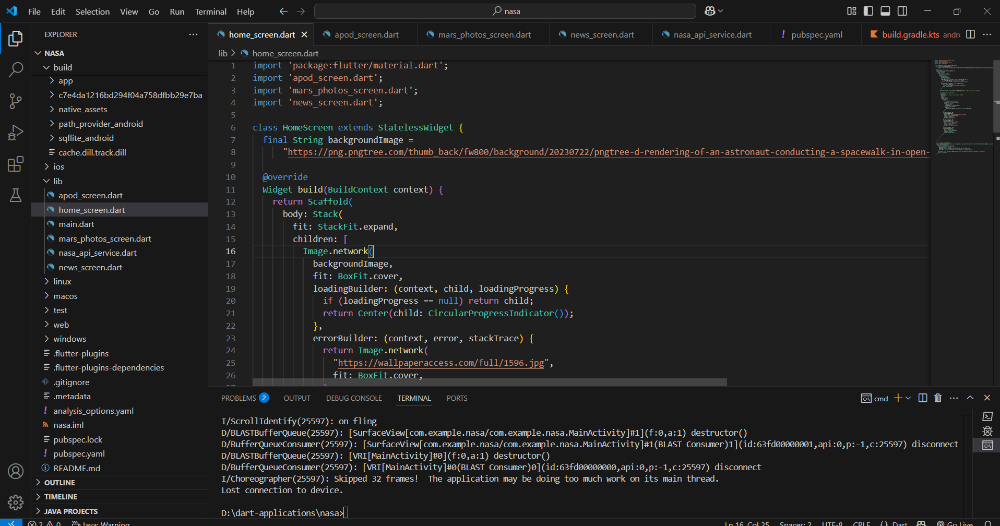 File Edit Selection View Go Run Terminal Help
nasa
EXPLORER
NASA
build
app
c7e4da1216bd294f04a758dfbb29e7ba
native_assets
path_provider_android
sqflite_android
cache.dill.track.dill
ios
lib
apod_screen.dart
home_screen.dart
main.dart
mars_photos_screen.dart
nasa_api_service.dart
news_screen.dart
linux
macos
test
web
windows
.flutter-plugins
.flutter-plugins-dependencies
.gitignore
.metadata
analysis_options.yaml
nasa.iml
pubspec.lock
pubspec.yaml
README.md
OUTLINE
TIMELINE
JAVA PROJECTS
home_screen.dart apod_screen.dart mars_photos_screen.dart news_screen.dart nasa_api_service.dart pubspec.yaml build.gradle.kts andro
lib > home_screen.dart
1 import 'package:flutter/material.dart';
2 import 'apod_screen.dart';
3 import 'mars_photos_screen.dart';
4 import 'news_screen.dart';
5
6 class HomeScreen extends StatelessWidget {
7 final String backgroundImage =
8 "https://png.pngtree.com/thumb_back/fw800/background/20230722/pngtree-d-rendering-of-an-astronaut-conducting-a-spacewalk-in-open-
9
10 @override
11 Widget build(BuildContext context) {
12 return Scaffold(
13 body: Stack(
14 fit: StackFit.expand,
15 children: [
16 Image.network(
17 backgroundImage,
18 fit: BoxFit.cover,
19 loadingBuilder: (context, child, loadingProgress) {
20 if (loadingProgress == null) return child;
21 return Center(child: CircularProgressIndicator());
22 },
23 errorBuilder: (context, error, stackTrace) {
24 return Image.network(
25 "https://wallpaperaccess.com/full/1596.jpg",
26 fit: BoxFit.cover,
PROBLEMS 2 OUTPUT DEBUG CONSOLE TERMINAL PORTS
cmd
I/ScrollIdentify(25597): on fling
D/BLASTBufferQueue(25597): [SurfaceView[com.example.nasa/com.example.nasa.MainActivity]#1](f:0,a:1) destructor()
D/BufferQueueConsumer(25597): [SurfaceView[com.example.nasa/com.example.nasa.MainActivity]#1(BLAST Consumer)1](id:63fd00000001,api:0,p:-1,c:25597) disconnect
D/BLASTBufferQueue(25597): [VRI[MainActivity]#0](f:0,a:1) destructor()
D/BufferQueueConsumer(25597): [VRI[MainActivity]#0(BLAST Consumer)0](id:63fd00000000,api:0,p:-1,c:25597) disconnect
I/Choreographer(25597): Skipped 32 frames!  The application may be doing too much work on its main thread.
Lost connection to device.
D:\dart-applications\nasa>
2 0 Java: Warning
Ln 16, Col 25 Spaces: 2 UTF-8 CRLF {} Dart Go Live